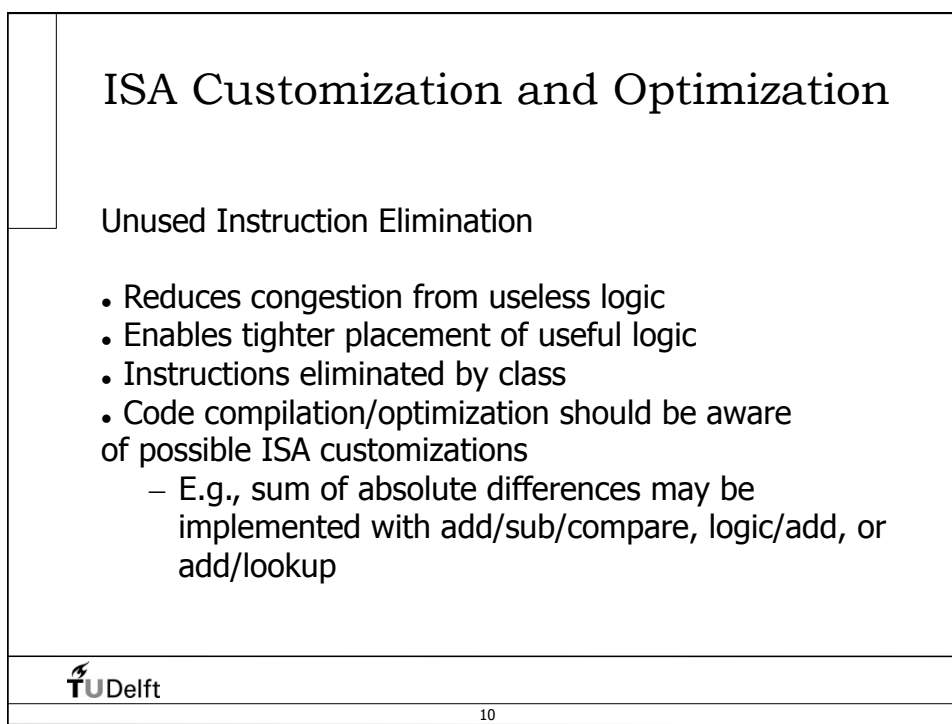 ISA Customization and Optimization
Unused Instruction Elimination
• Reduces congestion from useless logic
• Enables tighter placement of useful logic
• Instructions eliminated by class
• Code compilation/optimization should be aware
of possible ISA customizations
– E.g., sum of absolute differences may be
implemented with add/sub/compare, logic/add, or
add/lookup
TUDelft
10